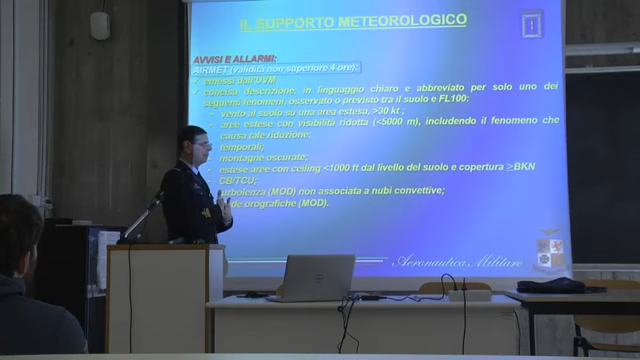 IL SUPPORTO METEOROLOGICO
AVVISI E ALLARMI:
AIRMET (validità non superiore 4 ore):
✓ emessi dall'UVM
✓ concisa descrizione, in linguaggio chiaro e abbreviato per solo uno dei
seguenti fenomeni, osservato o previsto tra il suolo e FL100:
- vento al suolo su una area estesa, >30 kt ;
- aree estese con visibilità ridotta (<5000 m), includendo il fenomeno che
causa tale riduzione;
- temporali;
- montagne oscurate;
- estese aree con ceiling <1000 ft dal livello del suolo e copertura ≥BKN
- CB/TCU;
turbolenza (MOD) non associata a nubi convettive;
orografiche (MOD).
Aeronautica Militare